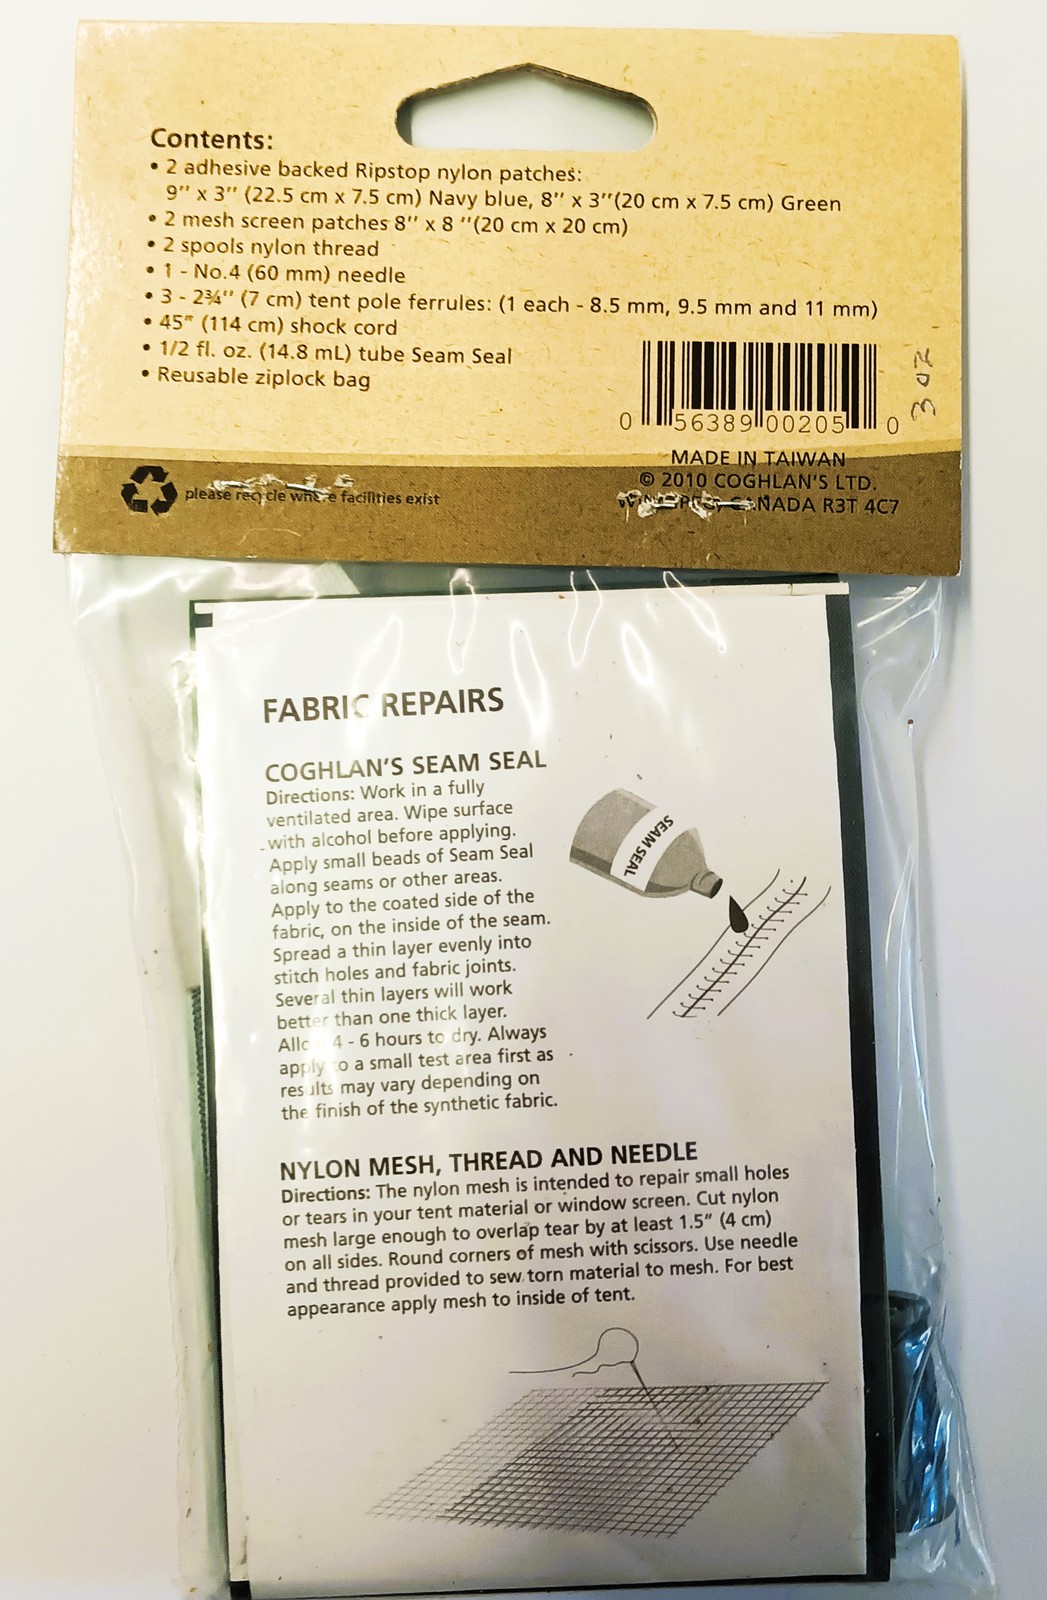 Contents:
• 2 adhesive backed Ripstop nylon patches:
9" x 3" (22.5 cm x 7.5 cm) Navy blue, 8" x 3"(20 cm x 7.5 cm) Green
• 2 mesh screen patches 8" x 8 "(20 cm x 20 cm)
• 2 spools nylon thread
• 1 - No.4 (60 mm) needle
• 3 - 2¾" (7 cm) tent pole ferrules: (1 each - 8.5 mm, 9.5 mm and 11 mm)
• 45" (114 cm) shock cord
• 1/2 fl. oz. (14.8 mL) tube Seam Seal
• Reusable ziplock bag
302
0 56389 00205 0
MADE IN TAIWAN
© 2010 COGHLAN'S LTD.
WINNIPEG, CANADA R3T 4C7
please recycle where facilities exist
FABRIC REPAIRS
COGHLAN'S SEAM SEAL
Directions: Work in a fully
ventilated area. Wipe surface
with alcohol before applying.
Apply small beads of Seam Seal
along seams or other areas.
Apply to the coated side of the
fabric, on the inside of the seam.
Spread a thin layer evenly into
stitch holes and fabric joints.
Several thin layers will work
better than one thick layer.
Allow 4 - 6 hours to dry. Always
apply to a small test area first as
results may vary depending on
the finish of the synthetic fabric.
SEAM SEAL
NYLON MESH, THREAD AND NEEDLE
Directions: The nylon mesh is intended to repair small holes
or tears in your tent material or window screen. Cut nylon
mesh large enough to overlap tear by at least 1.5" (4 cm)
on all sides. Round corners of mesh with scissors. Use needle
and thread provided to sew torn material to mesh. For best
appearance apply mesh to inside of tent.